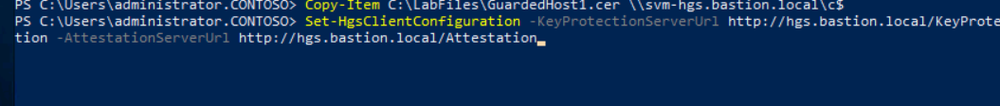 PS C:\Users\administrator.CONTOSO> Copy-Item C:\LabFiles\GuardedHost1.cer \\svm-hgs.bastion.local\c$
PS C:\Users\administrator.CONTOSO> Set-HgsClientConfiguration -KeyProtectionServerUrl http://hgs.bastion.local/KeyProte
tion -AttestationServerUrl http://hgs.bastion.local/Attestation